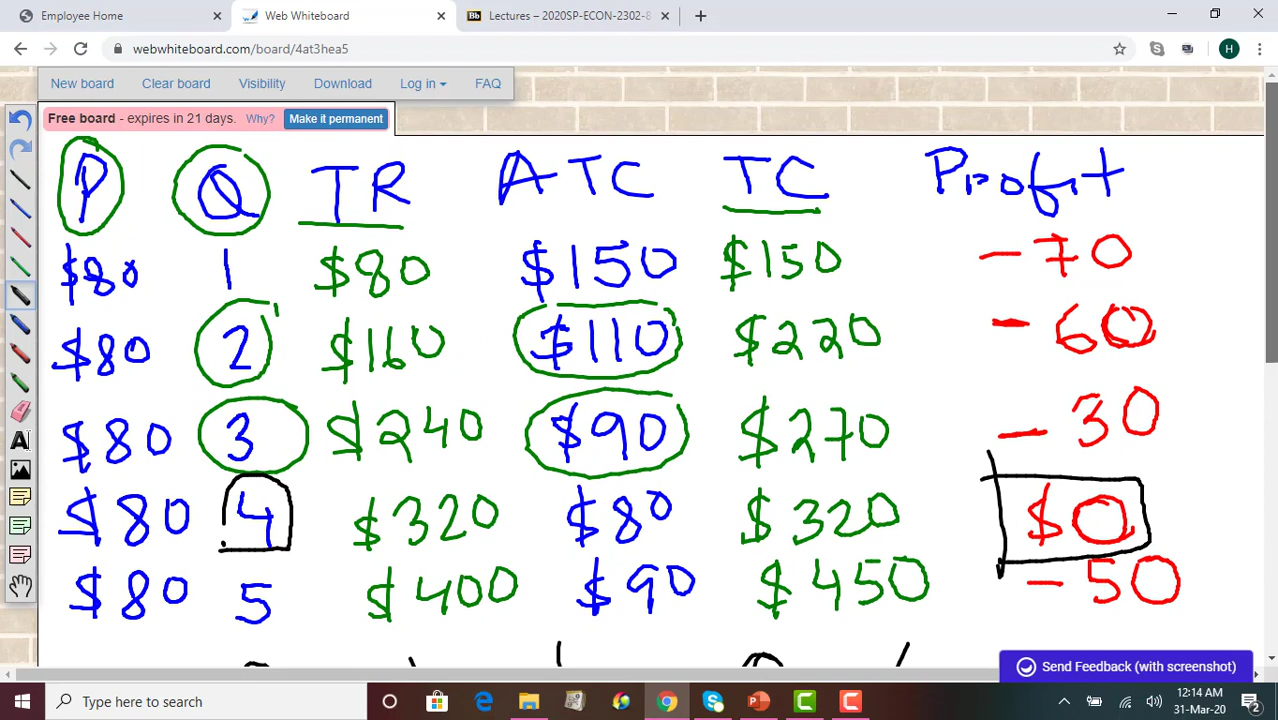 Employee Home
Web Whiteboard
Bb Lectures – 2020SP-ECON-2302-8
webwhiteboard.com/board/4at3hea5
H
New board Clear board Visibility Download Log in FAQ
Free board - expires in 21 days. Why? Make it permanent
P Q TR ATC TC Profit
$80 1 $80 $150 $150 -70
$80 2 $160 $110 $220 -60
$80 3 $240 $90 $270 -30
$80 4 $320 $80 $320 $0
$80 5 $400 $90 $450 -50
A
Send Feedback (with screenshot)
Type here to search
12:14 AM
31-Mar-20
2